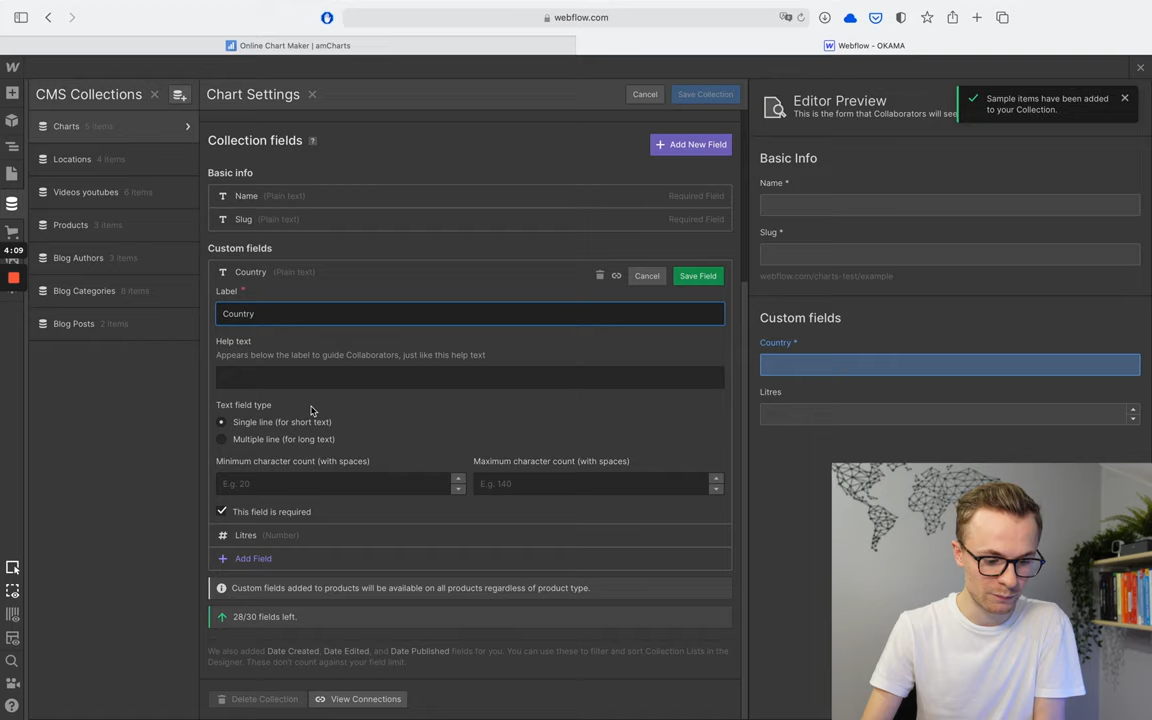 webflow.com
Online Chart Maker | amCharts
Webflow - OKAMA
CMS Collections
Chart Settings
Cancel
Save Collection
Editor Preview
This is the form that Collaborators will see
Sample items have been added
to your Collection.
Charts 5 items
Locations 4 items
Videos youtubes 6 items
Products 3 items
Blog Authors 3 items
Blog Categories 8 items
Blog Posts 2 items
4:09
Collection fields ?
+ Add New Field
Basic info
Name (Plain text) Required Field
Slug (Plain text) Required Field
Custom fields
Country (Plain text)
Cancel
Save Field
Label *
Country
Help text
Appears below the label to guide Collaborators, just like this help text
Text field type
Single line (for short text)
Multiple line (for long text)
Minimum character count (with spaces)
Maximum character count (with spaces)
E.g. 20
E.g. 140
This field is required
# Litres (Number)
+ Add Field
Custom fields added to products will be available on all products regardless of product type.
28/30 fields left.
We also added Date Created, Date Edited, and Date Published fields for you. You can use these to filter and sort Collection Lists in the
Designer. These don't count against your field limit.
Delete Collection
View Connections
Basic Info
Name *
Slug *
webflow.com/charts-test/example
Custom fields
Country *
Litres